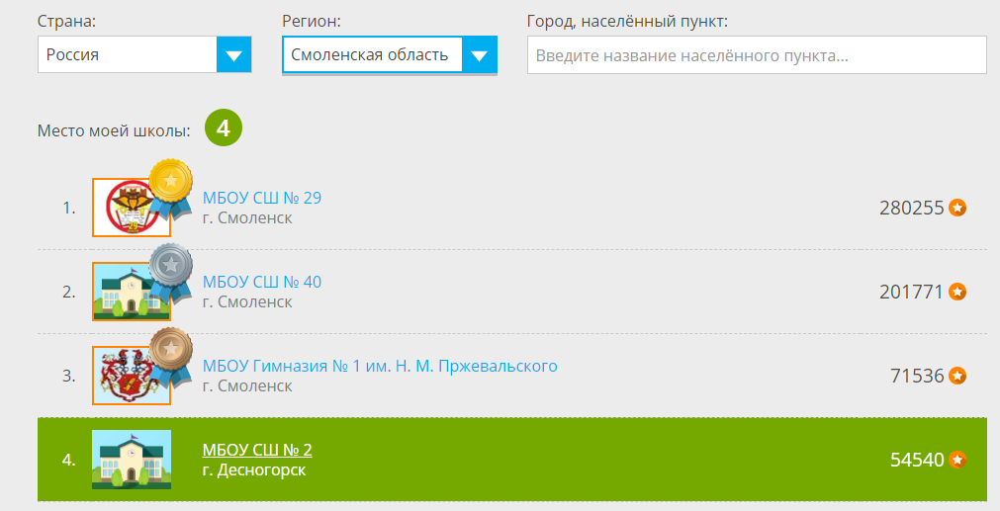 Страна:
Регион:
Город, населённый пункт:
Россия
Смоленская область
Введите название населённого пункта...
Место моей школы: 4
1.
МБОУ СШ № 29
г. Смоленск
280255
2.
МБОУ СШ № 40
г. Смоленск
201771
3.
МБОУ Гимназия № 1 им. Н. М. Пржевальского
г. Смоленск
71536
4.
МБОУ СШ № 2
г. Десногорск
54540